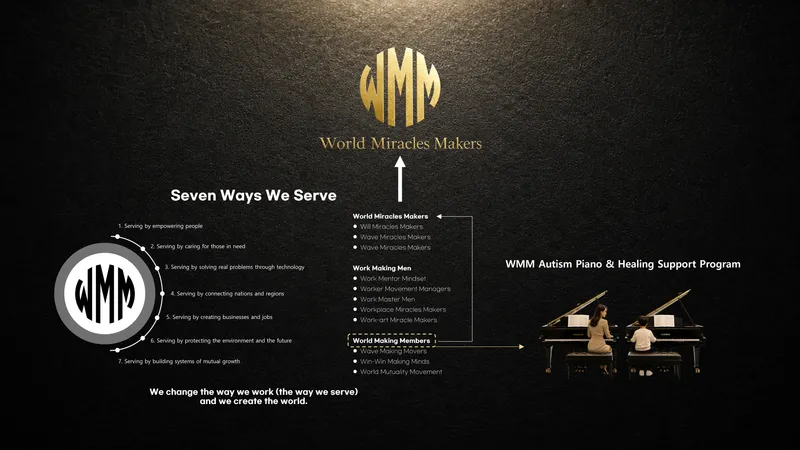 WMM
World Miracles Makers
Seven Ways We Serve
1. Serving by empowering people
2. Serving by caring for those in need
3. Serving by solving real problems through technology
4. Serving by connecting nations and regions
5. Serving by creating businesses and jobs
6. Serving by protecting the environment and the future
7. Serving by building systems of mutual growth
WMM
We change the way we work (the way we serve)
and we create the world.
World Miracles Makers
Will Miracles Makers
Wave Miracles Makers
Wave Miracles Makers
Work Making Men
Work Mentor Mindset
Worker Movement Managers
Work Master Men
Workplace Miracles Makers
Work-art Miracle Makers
World Making Members
Wave Making Movers
Win-Win Making Minds
World Mutuality Movement
WMM Autism Piano & Healing Support Program